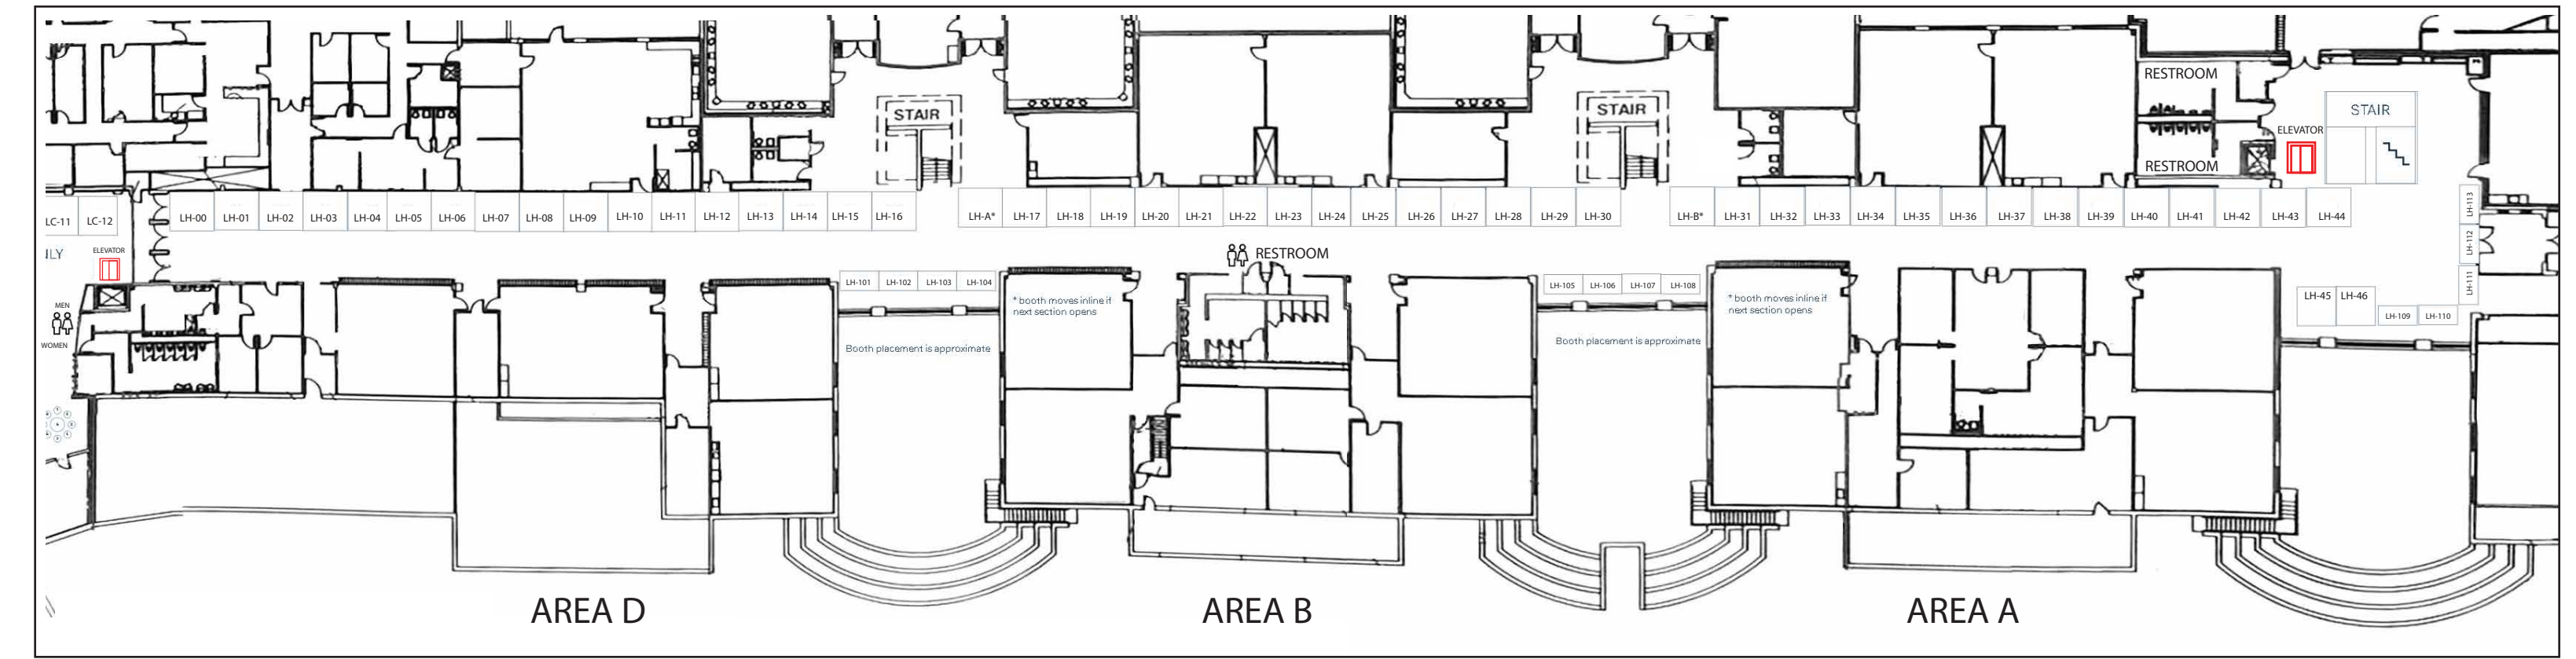 RESTROOM
STAIR
STAIR
STAIR
ELEVATOR
RESTROOM
LC-11
LC-12
LH-00
LH-01
LH-02
LH-03
LH-04
LH-05
LH-06
LH-07
LH-08
LH-09
LH-10
LH-11
LH-12
LH-13
LH-14
LH-15
LH-16
LH-A*
LH-17
LH-18
LH-19
LH-20
LH-21
LH-22
LH-23
LH-24
LH-25
LH-26
LH-27
LH-28
LH-29
LH-30
LH-B*
LH-31
LH-32
LH-33
LH-34
LH-35
LH-36
LH-37
LH-38
LH-39
LH-40
LH-41
LH-42
LH-43
LH-44
LH-113
LH-112
LH-111
NLY
ELEVATOR
RESTROOM
MEN
WOMEN
LH-101
LH-102
LH-103
LH-104
LH-105
LH-106
LH-107
LH-108
LH-45
LH-46
LH-109
LH-110
* booth moves inline if
next section opens
* booth moves inline if
next section opens
Booth placement is approximate
Booth placement is approximate
AREA D
AREA B
AREA A